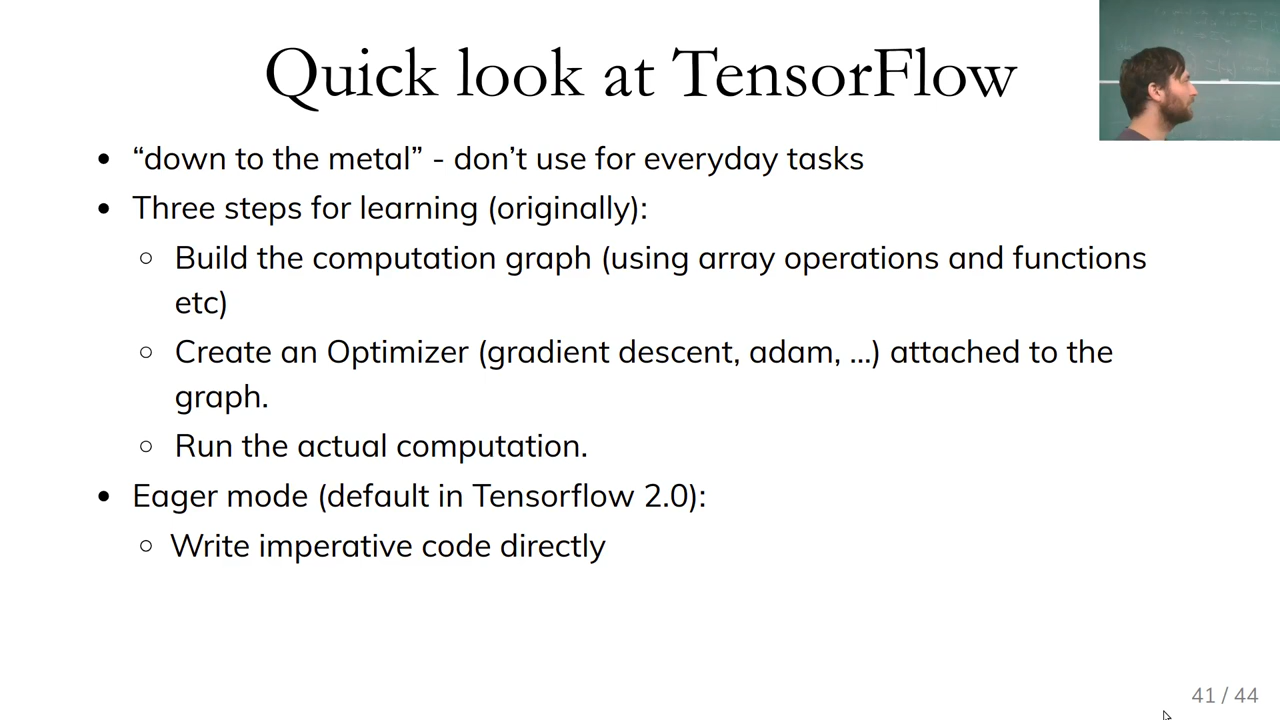 Quick look at TensorFlow
• “down to the metal” - don’t use for everyday tasks
• Three steps for learning (originally):
○ Build the computation graph (using array operations and functions
etc)
○ Create an Optimizer (gradient descent, adam, ...) attached to the
graph.
○ Run the actual computation.
• Eager mode (default in Tensorflow 2.0):
○ Write imperative code directly
41 / 44